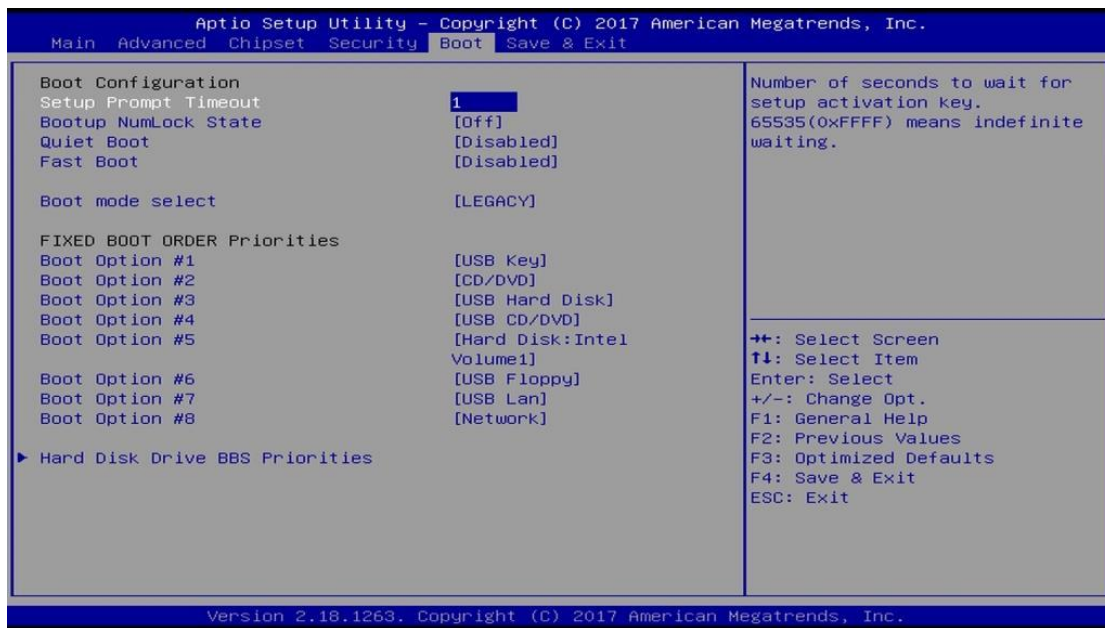 Aptio Setup Utility – Copyright (C) 2017 American Megatrends, Inc.
Main Advanced Chipset Security Boot Save & Exit
Boot Configuration
Setup Prompt Timeout 1
Bootup NumLock State [Off]
Quiet Boot [Disabled]
Fast Boot [Disabled]
Boot mode select [LEGACY]
FIXED BOOT ORDER Priorities
Boot Option #1 [USB Key]
Boot Option #2 [CD/DVD]
Boot Option #3 [USB Hard Disk]
Boot Option #4 [USB CD/DVD]
Boot Option #5 [Hard Disk:Intel
Volume1]
Boot Option #6 [USB Floppy]
Boot Option #7 [USB Lan]
Boot Option #8 [Network]
▶ Hard Disk Drive BBS Priorities
Number of seconds to wait for
setup activation key.
65535(0xFFFF) means indefinite
waiting.
→←: Select Screen
↑↓: Select Item
Enter: Select
+/-: Change Opt.
F1: General Help
F2: Previous Values
F3: Optimized Defaults
F4: Save & Exit
ESC: Exit
Version 2.18.1263. Copyright (C) 2017 American Megatrends, Inc.